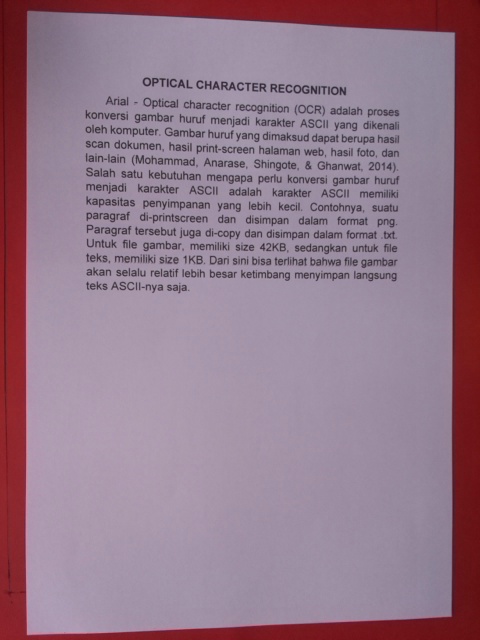 OPTICAL CHARACTER RECOGNITION
Arial - Optical character recognition (OCR) adalah proses
konversi gambar huruf menjadi karakter ASCII yang dikenali
oleh komputer. Gambar huruf yang dimaksud dapat berupa hasil
scan dokumen, hasil print-screen halaman web, hasil foto, dan
lain-lain (Mohammad, Anarase, Shingote, & Ghanwat, 2014).
Salah satu kebutuhan mengapa perlu konversi gambar huruf
menjadi karakter ASCII adalah karakter ASCII memiliki
kapasitas penyimpanan yang lebih kecil. Contohnya, suatu
paragraf di-printscreen dan disimpan dalam format png.
Paragraf tersebut juga di-copy dan disimpan dalam format .txt.
Untuk file gambar, memiliki size 42KB, sedangkan untuk file
teks, memiliki size 1KB. Dari sini bisa terlihat bahwa file gambar
akan selalu relatif lebih besar ketimbang menyimpan langsung
teks ASCII-nya saja.